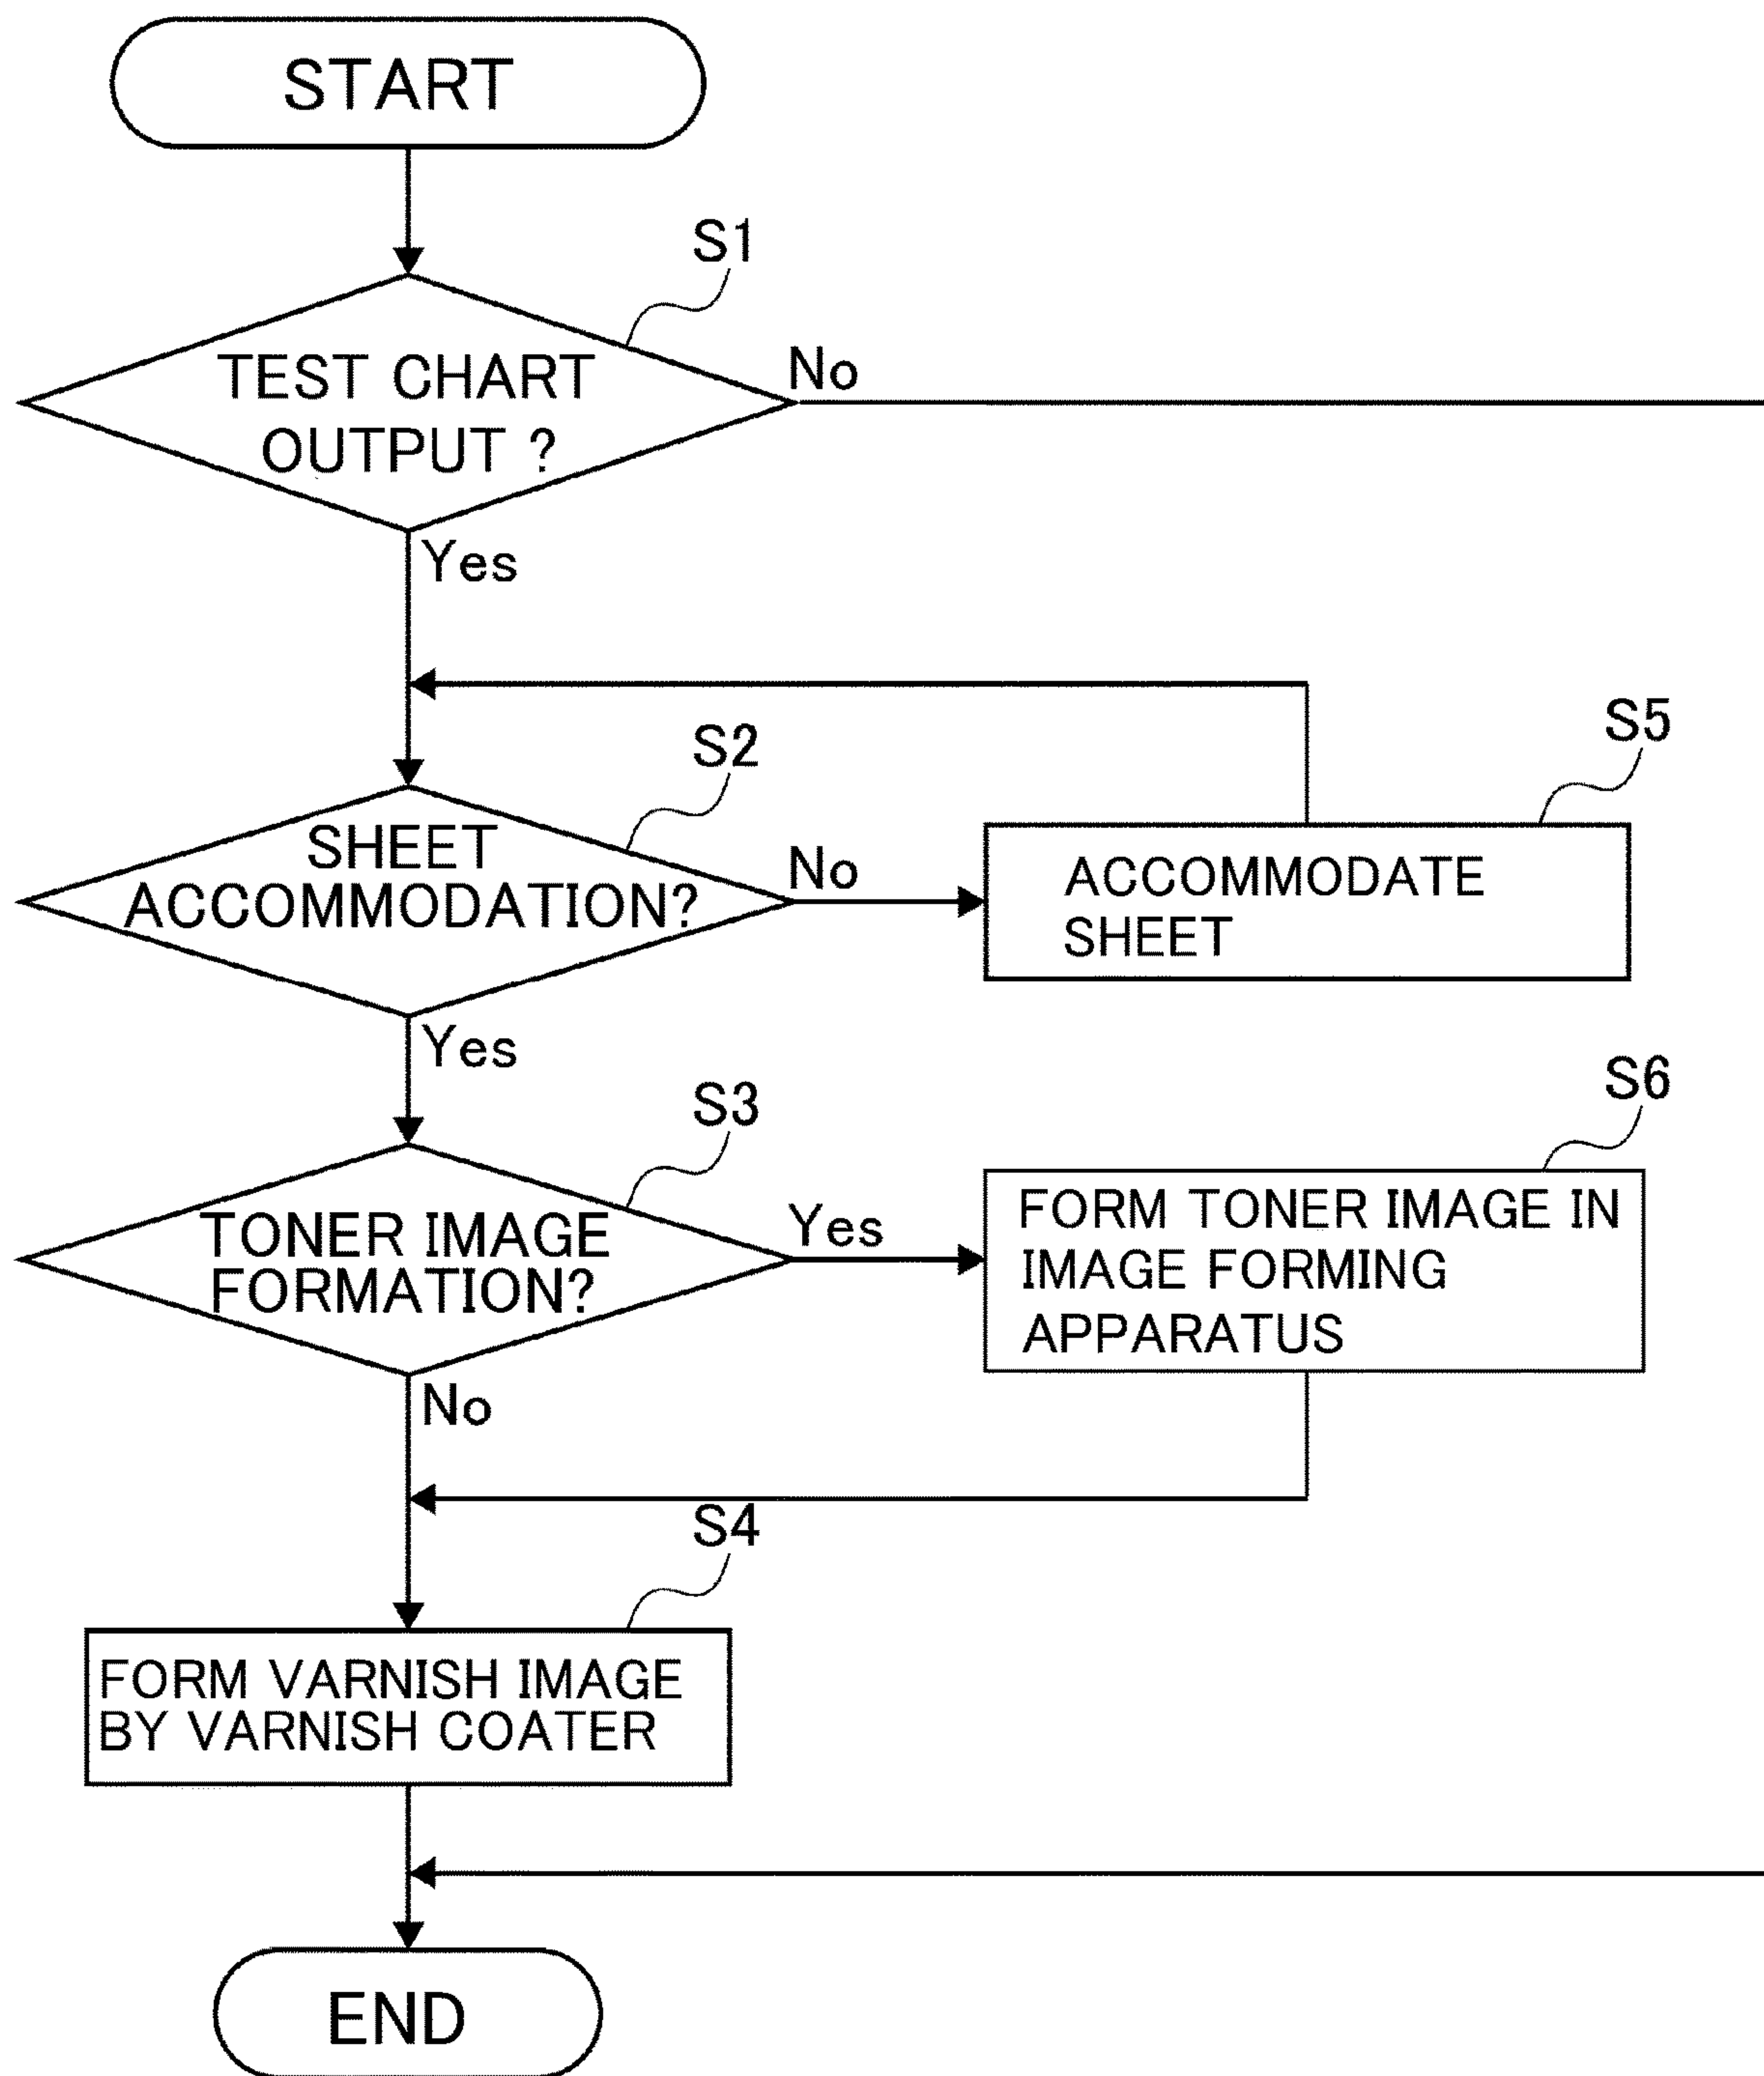 START
S1
TEST CHART
OUTPUT ?
No
Yes
S2
SHEET
ACCOMMODATION?
No
S5
ACCOMMODATE
SHEET
Yes
S3
TONER IMAGE
FORMATION?
Yes
S6
FORM TONER IMAGE IN
IMAGE FORMING
APPARATUS
No
S4
FORM VARNISH IMAGE
BY VARNISH COATER
END